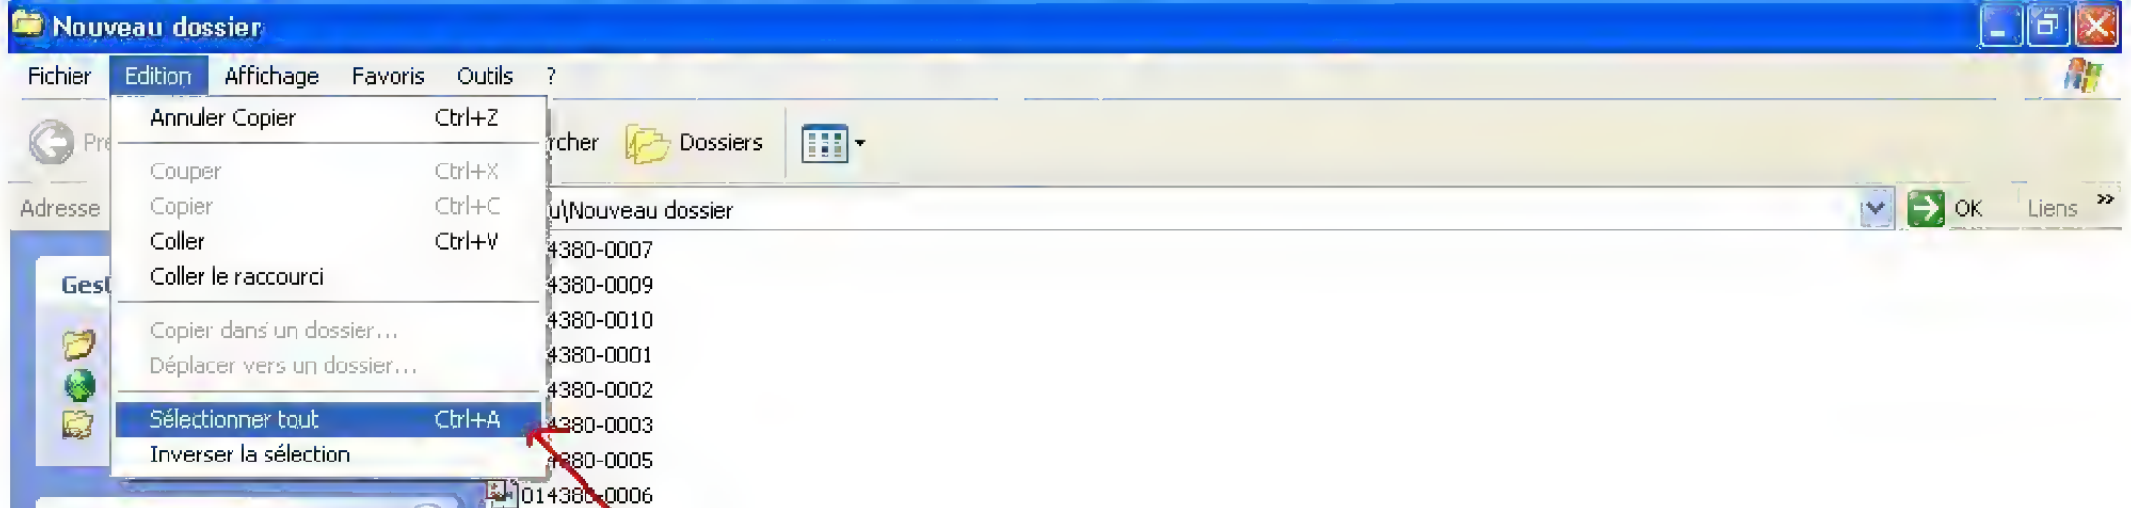 Nouveau dossier
Fichier Edition Affichage Favoris Outils ?
Annuler Copier Ctrl+Z
Dossiers
Couper Ctrl+X
Adresse Copier Ctrl+C u\Nouveau dossier OK Liens »
Coller Ctrl+V
4380-0007
Coller le raccourci
4380-0009
Copier dans un dossier...
4380-0010
Déplacer vers un dossier...
4380-0001
4380-0002
Sélectionner tout Ctrl+A
4380-0003
Inverser la sélection
4380-0005
014380-0006